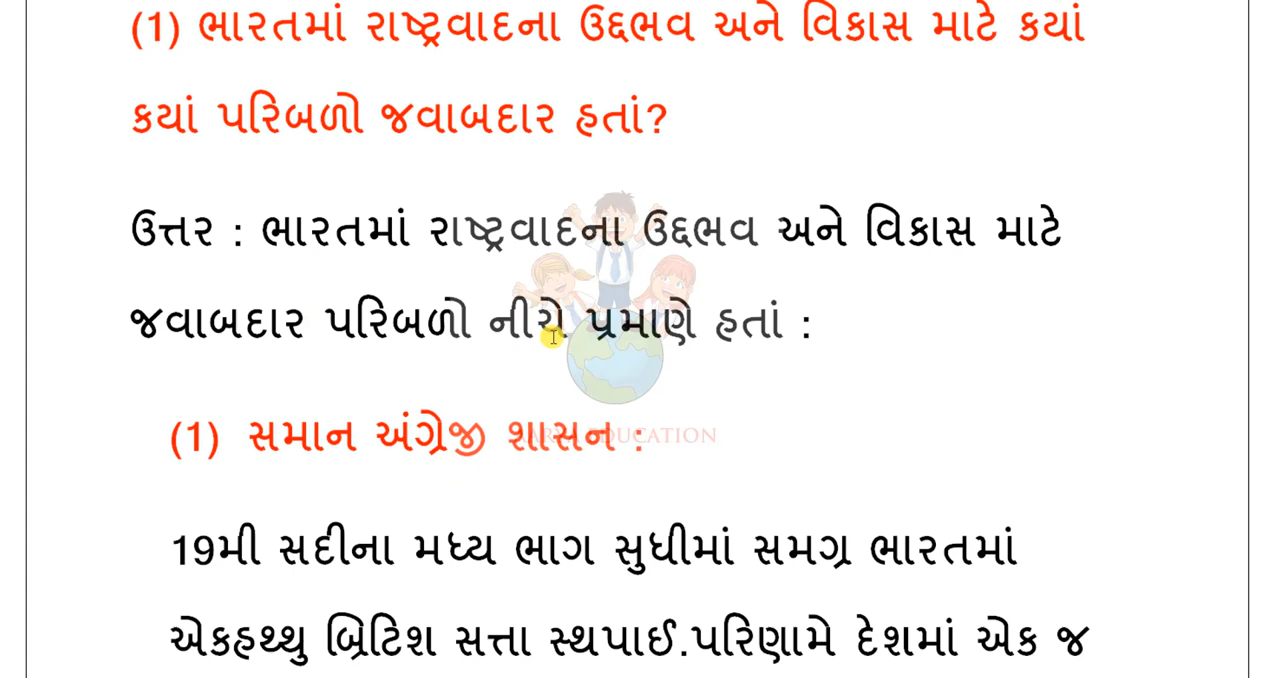 (1) ભારતમાં રાષ્ટ્રવાદના ઉદ્દભવ અને વિકાસ માટે કયાં
કયાં પરિબળો જવાબદાર હતાં?
ઉત્તર : ભારતમાં રાષ્ટ્રવાદના ઉદ્દભવ અને વિકાસ માટે
જવાબદાર પરિબળો નીચે પ્રમાણે હતાં :
(1) સમાન અંગ્રેજી શાસન :
EDUCATION
19મી સદીના મધ્ય ભાગ સુધીમાં સમગ્ર ભારતમાં
એકહથ્થુ બ્રિટિશ સત્તા સ્થપાઈ.પરિણામે દેશમાં એક જ